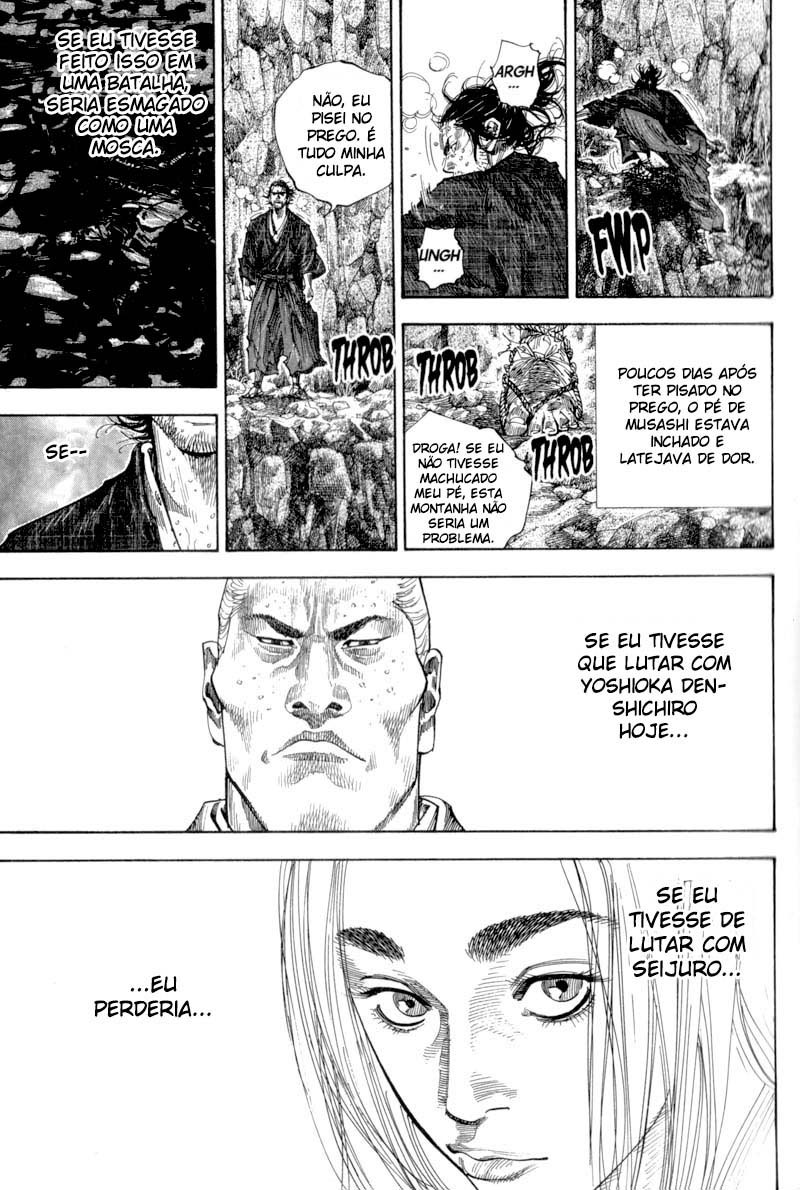 FWP
ARGH
...
UNGH
...
POUCOS DIAS APÓS
TER PISADO NO
PREGO, O PÉ DE
MUSASHI ESTAVA
INCHADO E
LATEJAVA DE DOR.
THROB
THROB
DROGA! SE EU
NÃO TIVESSE
MACHUCADO
MEU PÉ, ESTA
MONTANHA NÃO
SERIA UM
PROBLEMA.
NÃO, EU
PISEI NO
PREGO. É
TUDO MINHA
CULPA.
THROB
SE EU TIVESSE
FEITO ISSO EM
UMA BATALHA,
SERIA ESMAGADO
COMO UMA
MOSCA.
SE--
SE EU TIVESSE
QUE LUTAR COM
YOSHIOKA DEN-
SHICHIRO
HOJE...
SE EU
TIVESSE DE
LUTAR COM
SEIJURO...
...EU
PERDERIA...